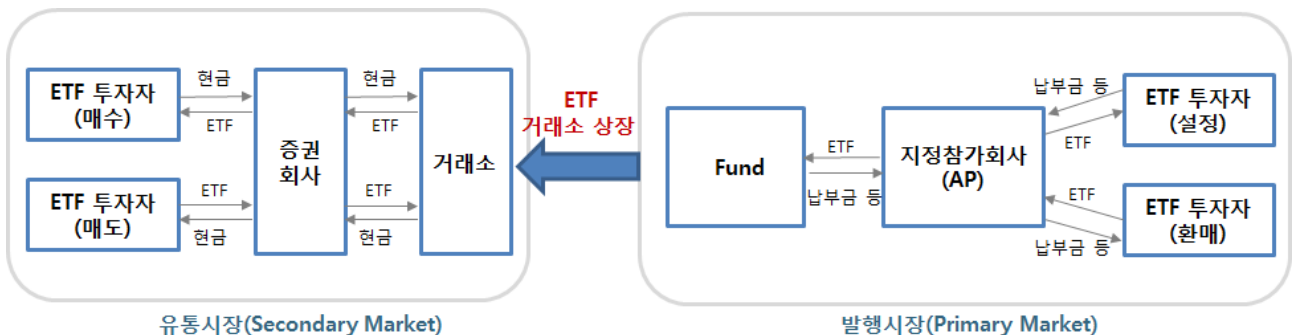 ETF 투자자
(매수)
현금
ETF
증권
회사
현금
ETF
거래소
ETF 투자자
(매도)
ETF
현금
ETF
현금
유통시장(Secondary Market)
ETF
거래소 상장
Fund
ETF
납부금 등
지정참가회사
(AP)
납부금 등
ETF
ETF 투자자
(설정)
ETF
납부금 등
ETF 투자자
(환매)
발행시장(Primary Market)